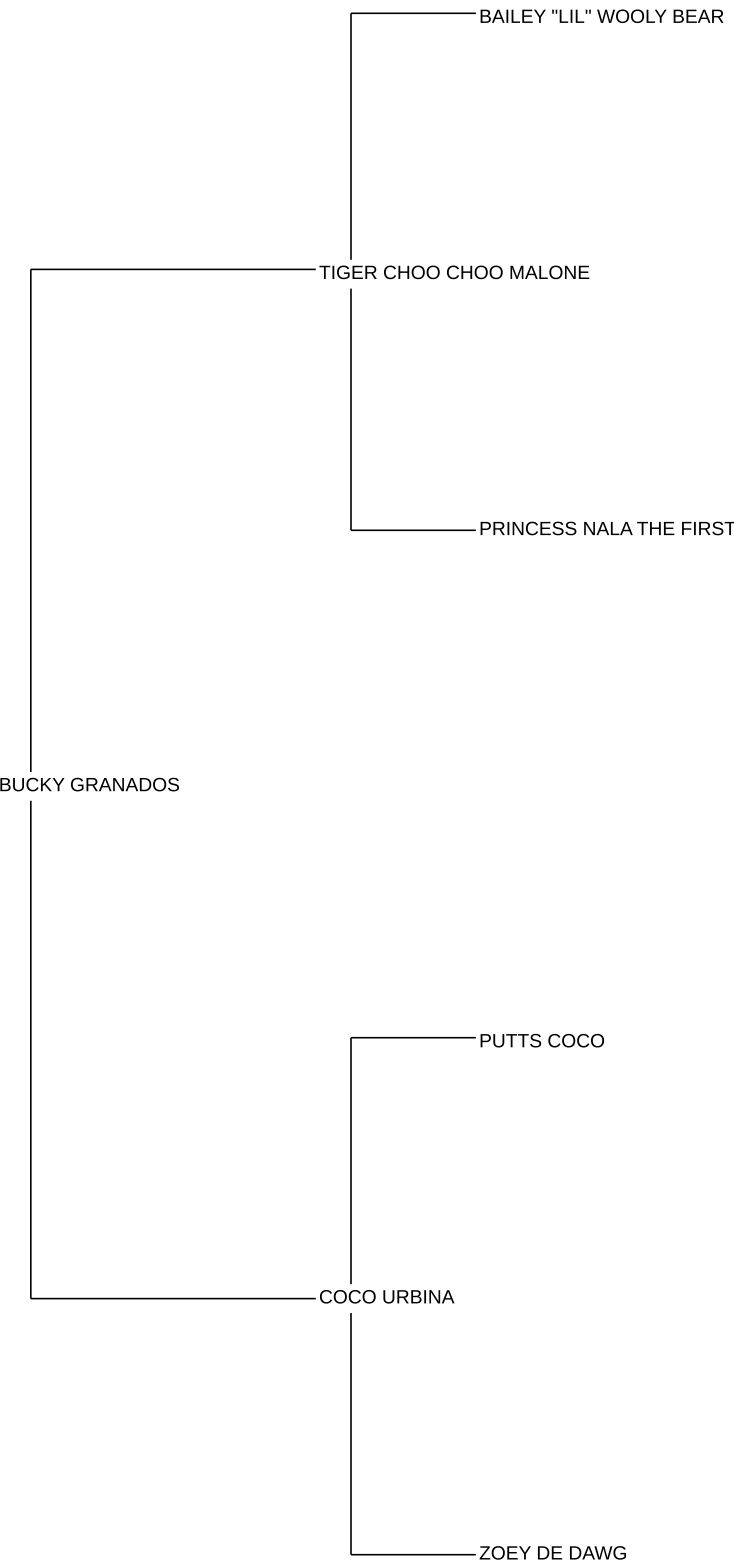 BAILEY "LIL" WOOLY BEAR
TIGER CHOO CHOO MALONE
PRINCESS NALA THE FIRST
BUCKY GRANADOS
PUTTS COCO
COCO URBINA
ZOEY DE DAWG